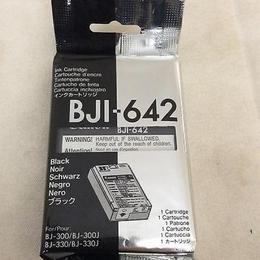 Ink Cartridge
Cartouche d'encre
Tintenpatrone
Cartucho de tinta
Cartuccia inchiostro
インクカートリッジ
BJI-642
BJI-642
WARNING: HARMFUL IF SWALLOWED.
Keep out of the reach of children.
Attention!
Black
Noir
Schwarz
Negro
Nero
ブラック
For/Pour
BJ-300/BJ-300J
BJ-330/BJ-330J
1 Cartridge
1 Cartouche
1 Patrone
1 Cartucho
1 Cartuccia
1 カートリッジ